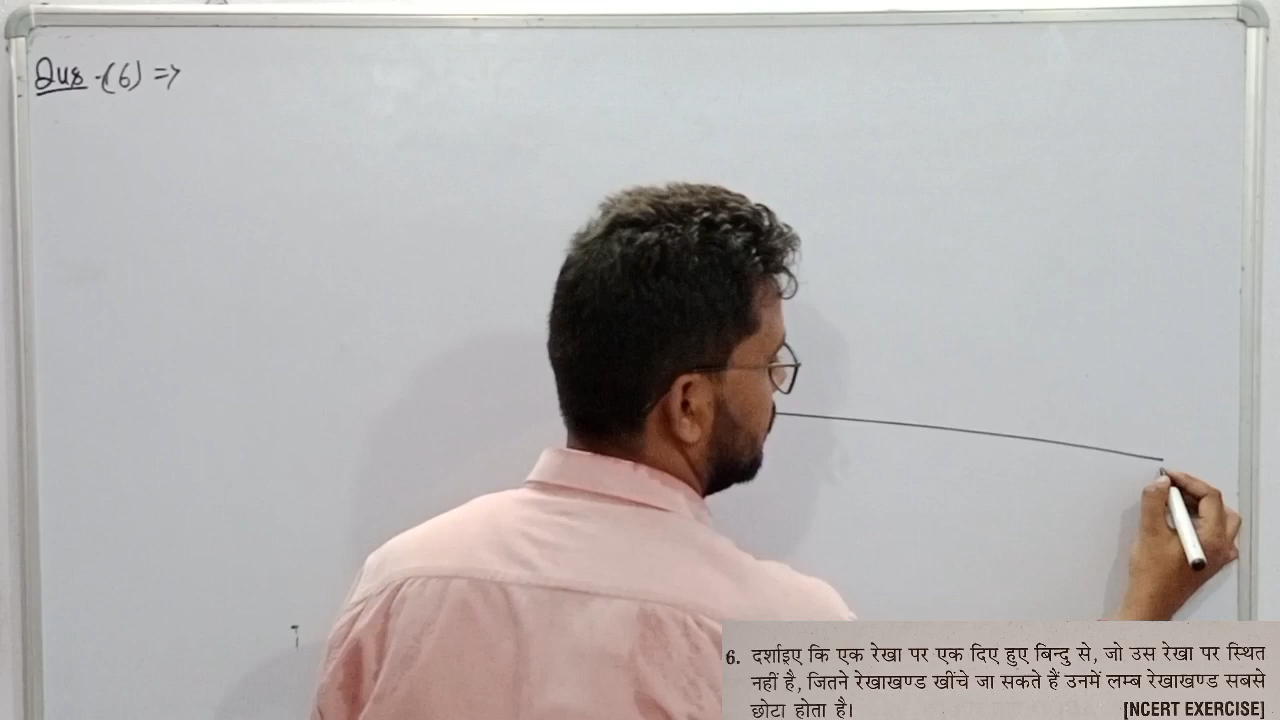 Ques -(6) =>
6. दर्शाइए कि एक रेखा पर एक दिए हुए बिन्दु से, जो उस रेखा पर स्थित
नहीं है, जितने रेखाखण्ड खींचे जा सकते हैं उनमें लम्ब रेखाखण्ड सबसे
छोटा होता है। [NCERT EXERCISE]